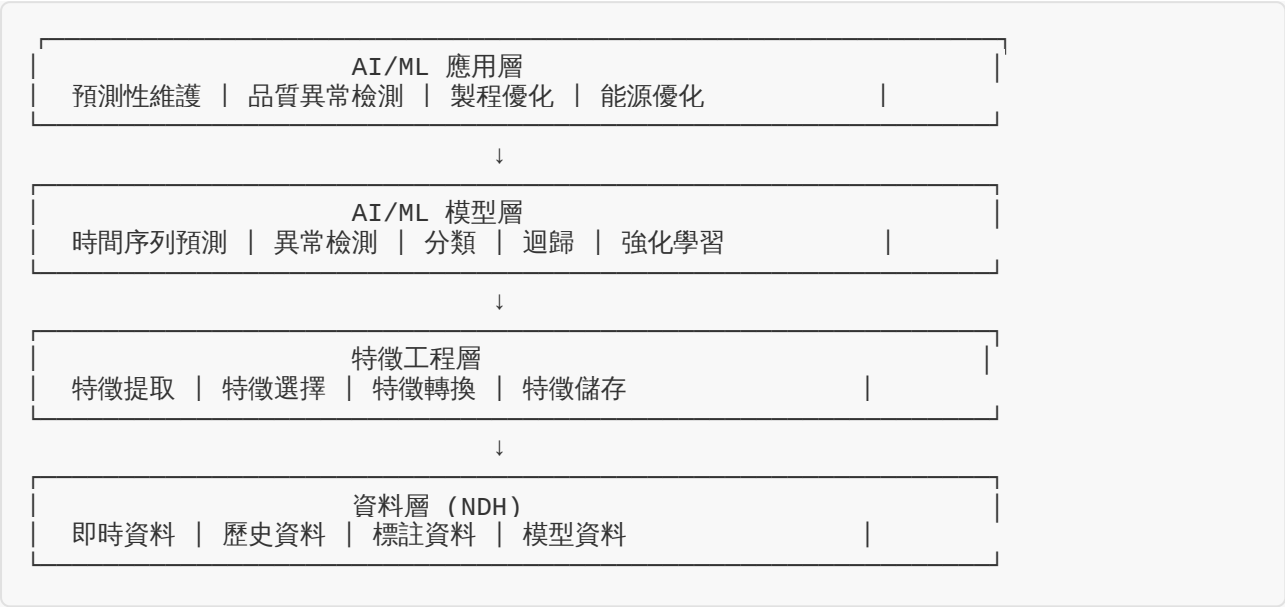 AI/ML 應用層
預測性維護 | 品質異常檢測 | 製程優化 | 能源優化
↓
AI/ML 模型層
時間序列預測 | 異常檢測 | 分類 | 迴歸 | 強化學習
↓
特徵工程層
特徵提取 | 特徵選擇 | 特徵轉換 | 特徵儲存
↓
資料層 (NDH)
即時資料 | 歷史資料 | 標註資料 | 模型資料